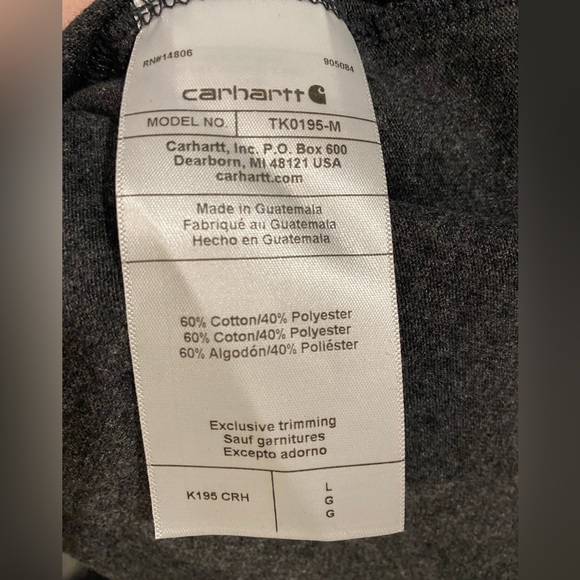 RN#14806 905084
carhartt
MODEL NO. TK0195-M
Carhartt, Inc. P.O. Box 600
Dearborn, MI 48121 USA
carhartt.com
Made in Guatemala
Fabriqué au Guatemala
Hecho en Guatemala
60% Cotton/40% Polyester
60% Coton/40% Polyester
60% Algodón/40% Poliéster
Exclusive trimming
Sauf garnitures
Excepto adorno
K195 CRH
L
G
G